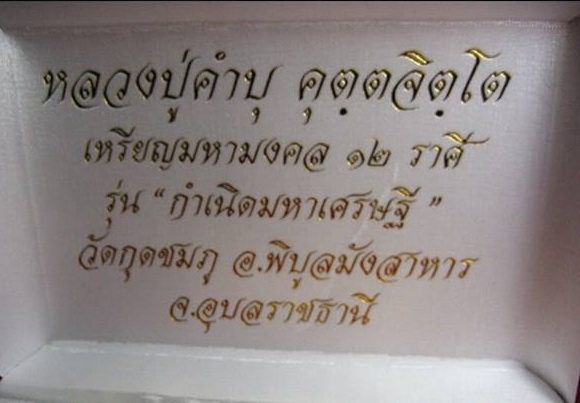 หลวงปู่คำบุ คุตฺตจิตฺโต
เหรียญมหามงคล ๑๒ ราศี
รุ่น “กำเนิดมหาเศรษฐี”
วัดกุดชมภู อ.พิบูลมังสาหาร
จ.อุบลราชธานี